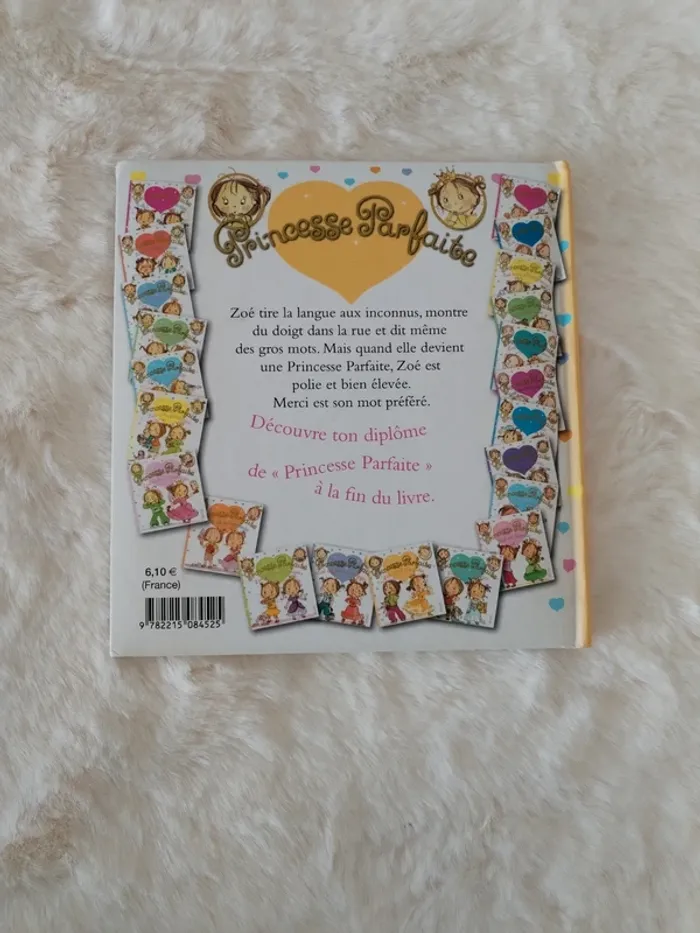 Princesse Parfaite
Zoé tire la langue aux inconnus, montre
du doigt dans la rue et dit même
des gros mots. Mais quand elle devient
une Princesse Parfaite, Zoé est
polie et bien élevée.
Merci est son mot préféré.
Découvre ton diplôme
de « Princesse Parfaite »
à la fin du livre.
6,10 €
(France)
9 782215 084525